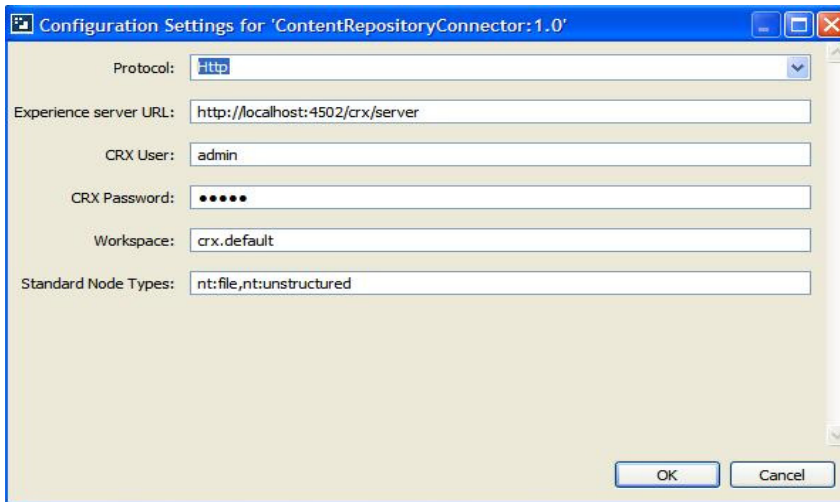 Configuration Settings for 'ContentRepositoryConnector:1.0'
Protocol: Http
Experience server URL: http://localhost:4502/crx/server
CRX User: admin
CRX Password: •••••
Workspace: crx.default
Standard Node Types: nt:file,nt:unstructured
OK Cancel